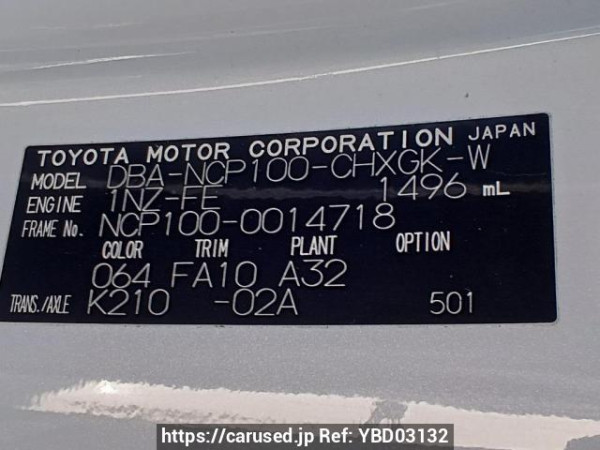 TOYOTA MOTOR CORPORATION JAPAN
MODEL DBA-NCP100-CHXGK-W
ENGINE 1NZ-FE 1496 mL
FRAME No. NCP100-0014718
COLOR TRIM PLANT OPTION
064 FA10 A32
TRANS./AXLE K210 -02A 501
https://carused.jp Ref: YBD03132